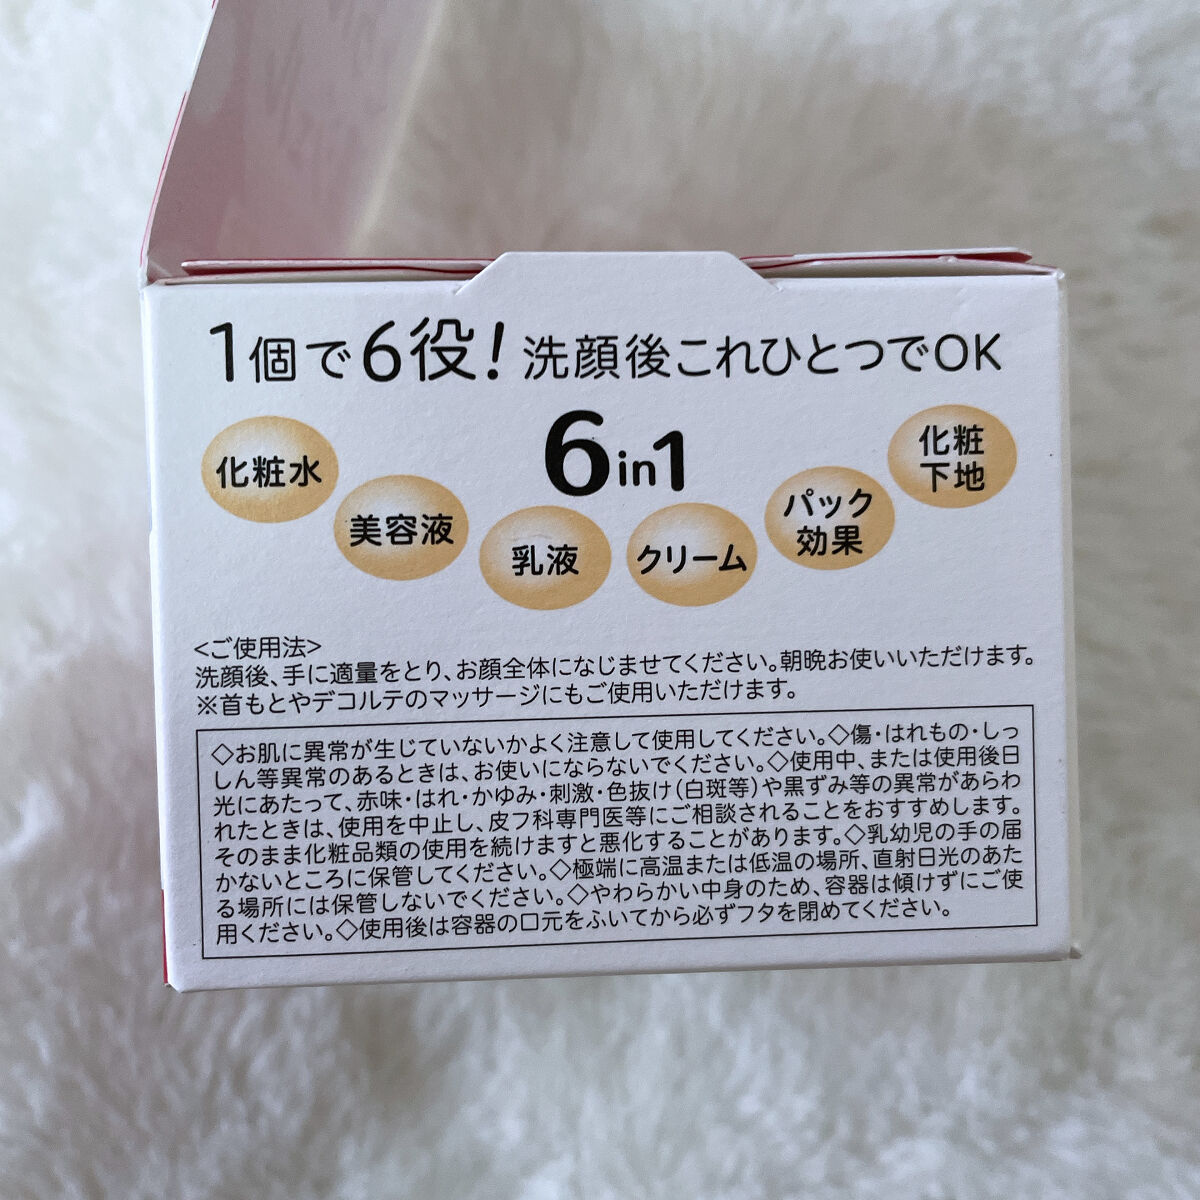 1個で6役!洗顔後これひとつでOK
6in1
化粧水
美容液
乳液
クリーム
パック
効果
化粧
下地
<ご使用法>
洗顔後、手に適量をとり、お顔全体になじませてください。朝晩お使いいただけます。
※首もとやデコルテのマッサージにもご使用いただけます。
◇お肌に異常が生じていないかよく注意して使用してください。◇傷・はれもの・しっ
しん等異常のあるときは、お使いにならないでください。◇使用中、または使用後日
光にあたって、赤味・はれ・かゆみ・刺激・色抜け(白斑等)や黒ずみ等の異常があらわ
れたときは、使用を中止し、皮フ科専門医等にご相談されることをおすすめします。
そのまま化粧品類の使用を続けますと悪化することがあります。◇乳幼児の手の届
かないところに保管してください。◇極端に高温または低温の場所、直射日光のあた
る場所には保管しないでください。◇やわらかい中身のため、容器は傾けずにご使
用ください。◇使用後は容器の口元をふいてから必ずフタを閉めてください。